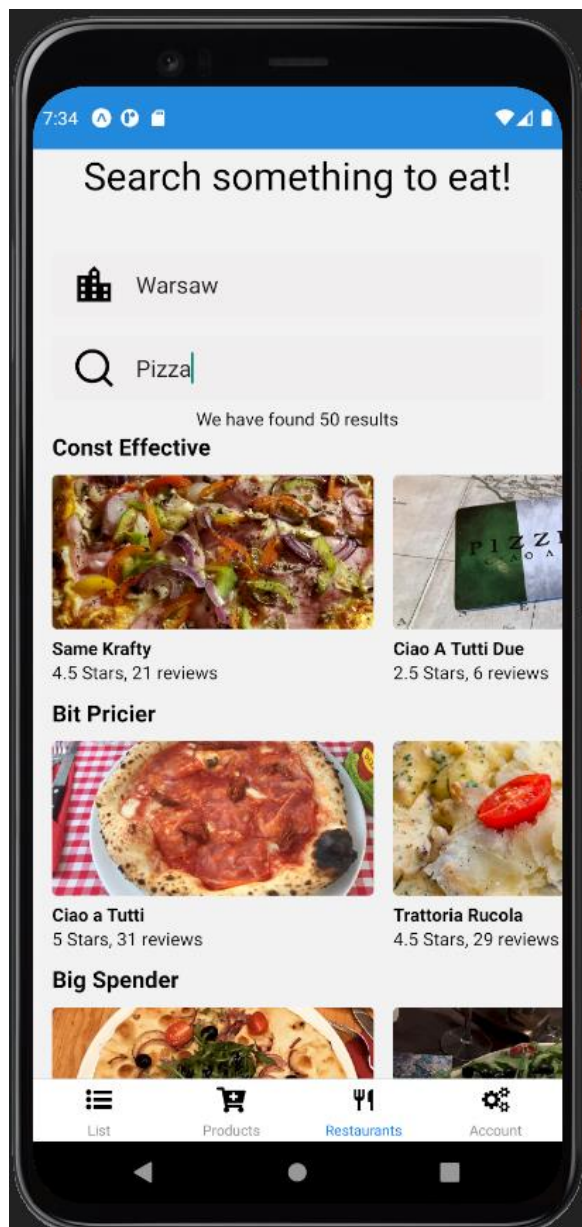 7:34
Search something to eat!
Warsaw
Pizza
We have found 50 results
Const Effective
PIZZ
CIAO A
Same Krafty
Ciao A Tutti Due
4.5 Stars, 21 reviews
2.5 Stars, 6 reviews
Bit Pricier
Ciao a Tutti
Trattoria Rucola
5 Stars, 31 reviews
4.5 Stars, 29 reviews
Big Spender
List
Products
Restaurants
Account